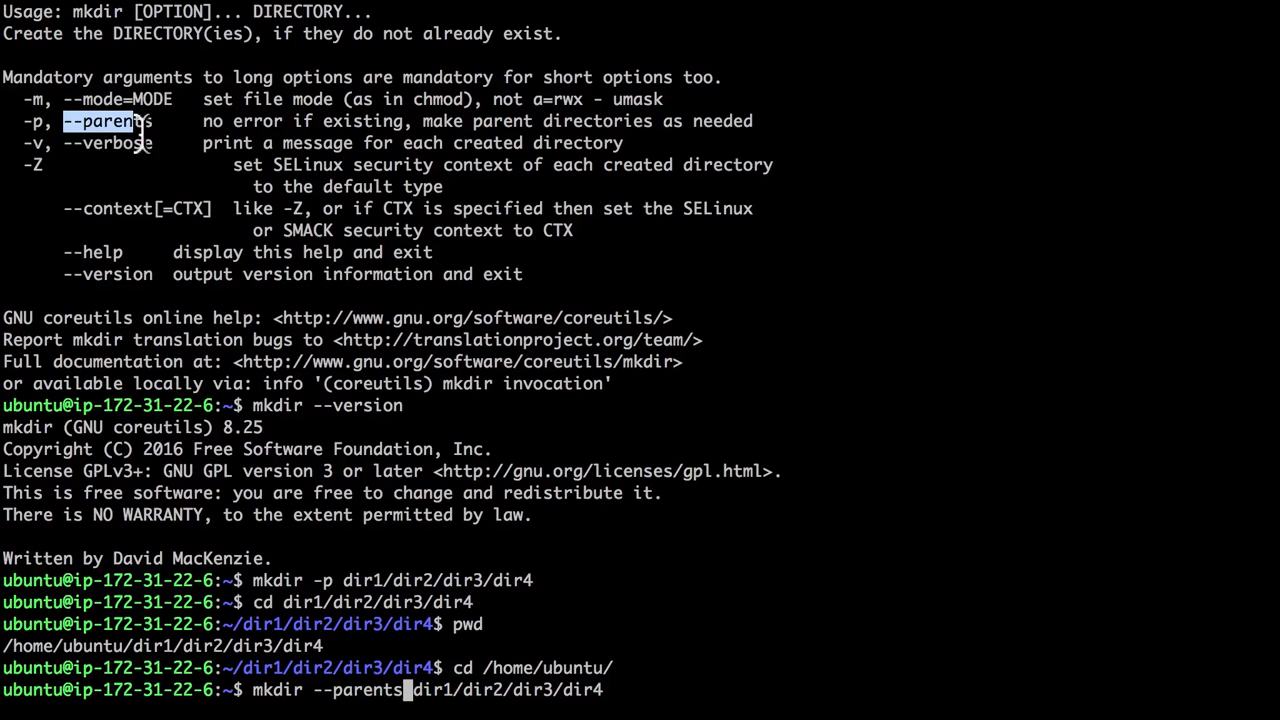 Usage: mkdir [OPTION]... DIRECTORY...
Create the DIRECTORY(ies), if they do not already exist.
Mandatory arguments to long options are mandatory for short options too.
-m, --mode=MODE   set file mode (as in chmod), not a=rwx - umask
-p, --parents     no error if existing, make parent directories as needed
-v, --verbose     print a message for each created directory
-Z                   set SELinux security context of each created directory
to the default type
--context[=CTX]  like -Z, or if CTX is specified then set the SELinux
or SMACK security context to CTX
--help     display this help and exit
--version  output version information and exit
GNU coreutils online help: <http://www.gnu.org/software/coreutils/>
Report mkdir translation bugs to <http://translationproject.org/team/>
Full documentation at: <http://www.gnu.org/software/coreutils/mkdir>
or available locally via: info '(coreutils) mkdir invocation'
ubuntu@ip-172-31-22-6:~$ mkdir --version
mkdir (GNU coreutils) 8.25
Copyright (C) 2016 Free Software Foundation, Inc.
License GPLv3+: GNU GPL version 3 or later <http://gnu.org/licenses/gpl.html>.
This is free software: you are free to change and redistribute it.
There is NO WARRANTY, to the extent permitted by law.
Written by David MacKenzie.
ubuntu@ip-172-31-22-6:~$ mkdir -p dir1/dir2/dir3/dir4
ubuntu@ip-172-31-22-6:~$ cd dir1/dir2/dir3/dir4
ubuntu@ip-172-31-22-6:~/dir1/dir2/dir3/dir4$ pwd
/home/ubuntu/dir1/dir2/dir3/dir4
ubuntu@ip-172-31-22-6:~/dir1/dir2/dir3/dir4$ cd /home/ubuntu/
ubuntu@ip-172-31-22-6:~$ mkdir --parents dir1/dir2/dir3/dir4